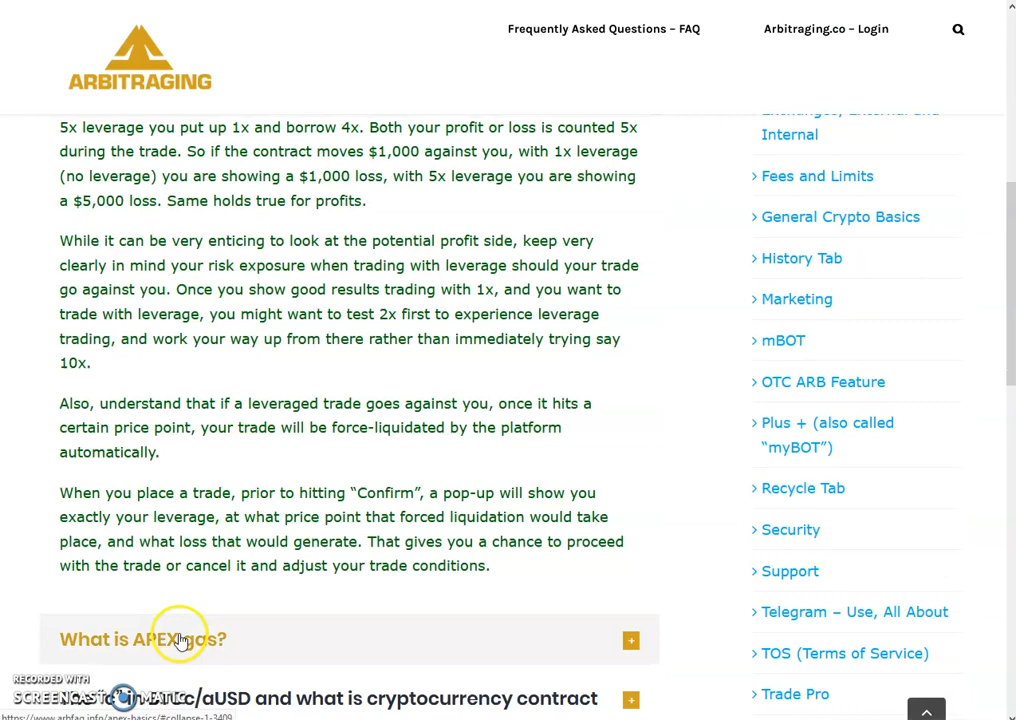 Frequently Asked Questions – FAQ
Arbitraging.co – Login
ARBITRAGING
5x leverage you put up 1x and borrow 4x. Both your profit or loss is counted 5x
during the trade. So if the contract moves $1,000 against you, with 1x leverage
(no leverage) you are showing a $1,000 loss, with 5x leverage you are showing
a $5,000 loss. Same holds true for profits.
While it can be very enticing to look at the potential profit side, keep very
clearly in mind your risk exposure when trading with leverage should your trade
go against you. Once you show good results trading with 1x, and you want to
trade with leverage, you might want to test 2x first to experience leverage
trading, and work your way up from there rather than immediately trying say
10x.
Also, understand that if a leveraged trade goes against you, once it hits a
certain price point, your trade will be force-liquidated by the platform
automatically.
When you place a trade, prior to hitting “Confirm”, a pop-up will show you
exactly your leverage, at what price point that forced liquidation would take
place, and what loss that would generate. That gives you a chance to proceed
with the trade or cancel it and adjust your trade conditions.
What is APEX gas?
in /aUSD and what is cryptocurrency contract
RECORDED WITH
SCREENCAST MATIC
https://www.arbfaq.info/apex-basics/#collapse-1-3409
Exchanges, External and
Internal
Fees and Limits
General Crypto Basics
History Tab
Marketing
mBOT
OTC ARB Feature
Plus + (also called
“myBOT”)
Recycle Tab
Security
Support
Telegram – Use, All About
TOS (Terms of Service)
Trade Pro